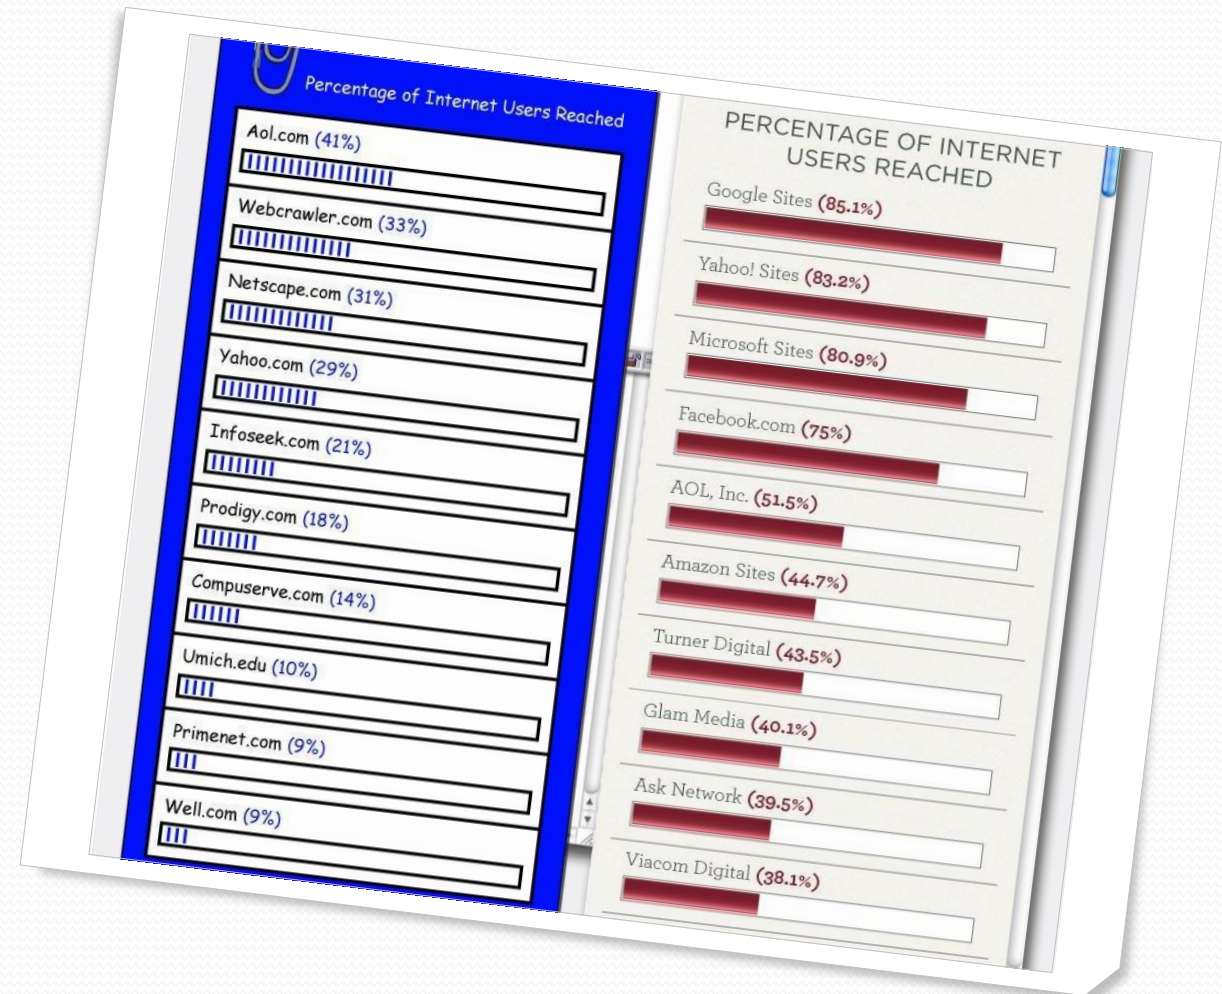 Percentage of Internet Users Reached
Aol.com (41%)
Webcrawler.com (33%)
Netscape.com (31%)
Yahoo.com (29%)
Infoseek.com (21%)
Prodigy.com (18%)
Compuserve.com (14%)
Umich.edu (10%)
Primenet.com (9%)
Well.com (9%)
PERCENTAGE OF INTERNET
USERS REACHED
Google Sites (85.1%)
Yahoo! Sites (83.2%)
Microsoft Sites (80.9%)
Facebook.com (75%)
AOL, Inc. (51.5%)
Amazon Sites (44.7%)
Turner Digital (43.5%)
Glam Media (40.1%)
Ask Network (39.5%)
Viacom Digital (38.1%)